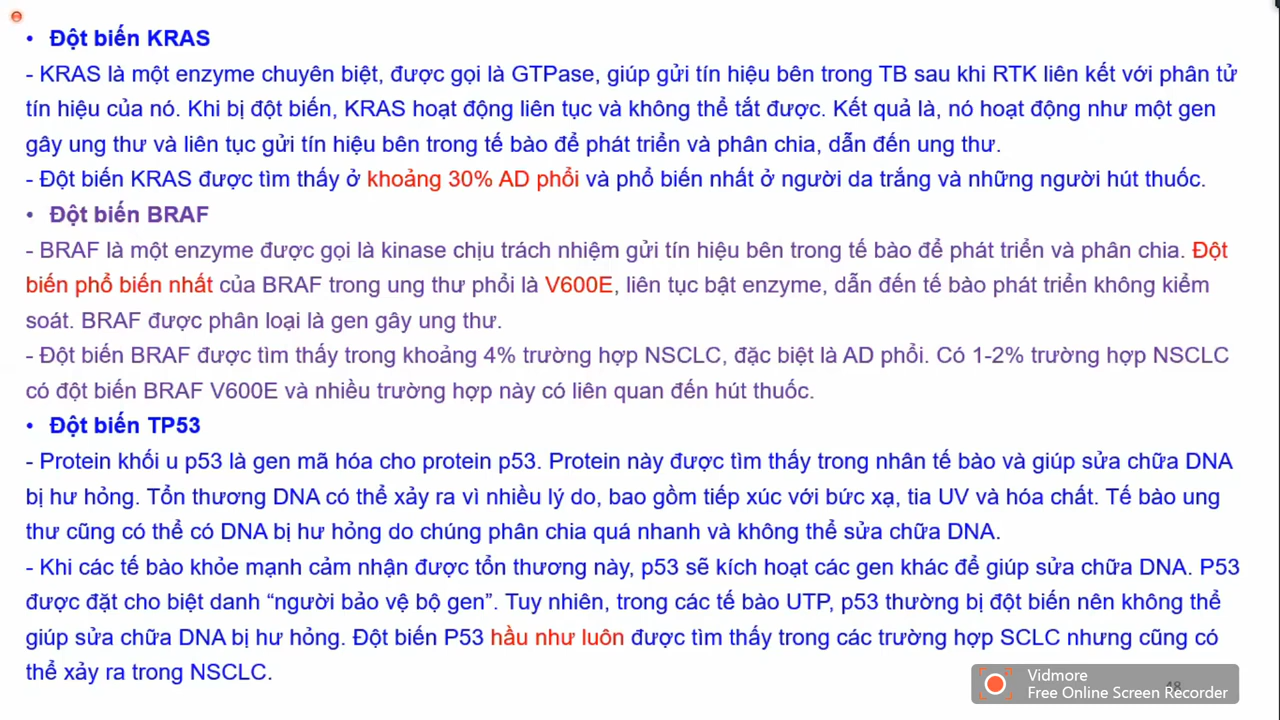 • Đột biến KRAS
- KRAS là một enzyme chuyên biệt, được gọi là GTPase, giúp gửi tín hiệu bên trong TB sau khi RTK liên kết với phân tử
tín hiệu của nó. Khi bị đột biến, KRAS hoạt động liên tục và không thể tắt được. Kết quả là, nó hoạt động như một gen
gây ung thư và liên tục gửi tín hiệu bên trong tế bào để phát triển và phân chia, dẫn đến ung thư.
- Đột biến KRAS được tìm thấy ở khoảng 30% AD phổi và phổ biến nhất ở người da trắng và những người hút thuốc.
• Đột biến BRAF
- BRAF là một enzyme được gọi là kinase chịu trách nhiệm gửi tín hiệu bên trong tế bào để phát triển và phân chia. Đột
biến phổ biến nhất của BRAF trong ung thư phổi là V600E, liên tục bật enzyme, dẫn đến tế bào phát triển không kiểm
soát. BRAF được phân loại là gen gây ung thư.
- Đột biến BRAF được tìm thấy trong khoảng 4% trường hợp NSCLC, đặc biệt là AD phổi. Có 1-2% trường hợp NSCLC
có đột biến BRAF V600E và nhiều trường hợp này có liên quan đến hút thuốc.
• Đột biến TP53
- Protein khối u p53 là gen mã hóa cho protein p53. Protein này được tìm thấy trong nhân tế bào và giúp sửa chữa DNA
bị hư hỏng. Tổn thương DNA có thể xảy ra vì nhiều lý do, bao gồm tiếp xúc với bức xạ, tia UV và hóa chất. Tế bào ung
thư cũng có thể có DNA bị hư hỏng do chúng phân chia quá nhanh và không thể sửa chữa DNA.
- Khi các tế bào khỏe mạnh cảm nhận được tổn thương này, p53 sẽ kích hoạt các gen khác để giúp sửa chữa DNA. P53
được đặt cho biệt danh “người bảo vệ bộ gen”. Tuy nhiên, trong các tế bào UTP, p53 thường bị đột biến nên không thể
giúp sửa chữa DNA bị hư hỏng. Đột biến P53 hầu như luôn được tìm thấy trong các trường hợp SCLC nhưng cũng có
thể xảy ra trong NSCLC.
48
Vidmore
Free Online Screen Recorder